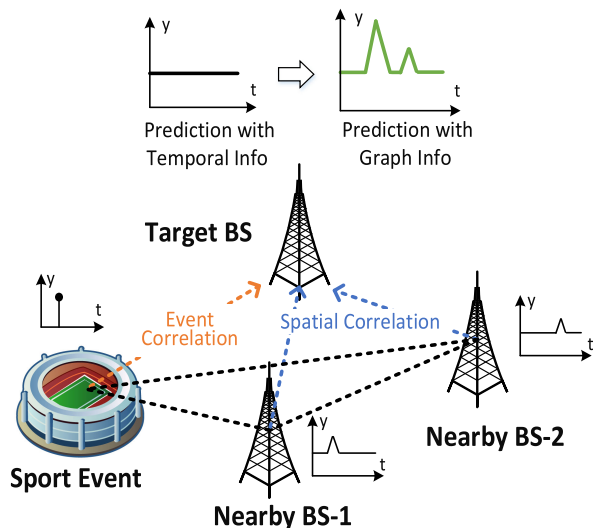 y
t
Prediction with
Temporal Info
y
t
Prediction with
Graph Info
Target BS
y
t
Event
Correlation
Spatial Correlation
y
t
Sport Event
y
t
Nearby BS-1
Nearby BS-2